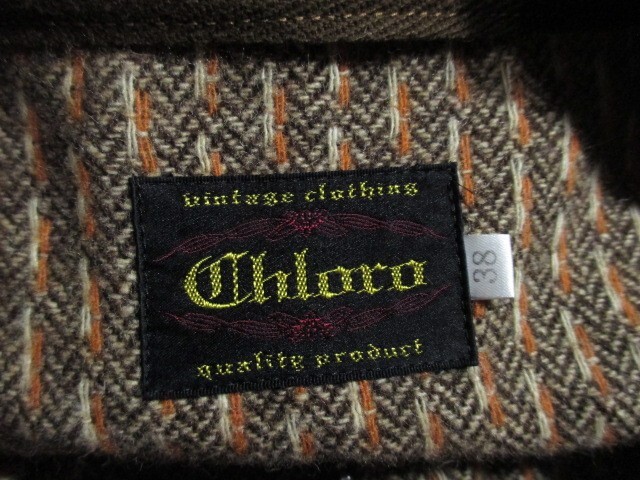 vintage clothing
Chloro
quality product
38